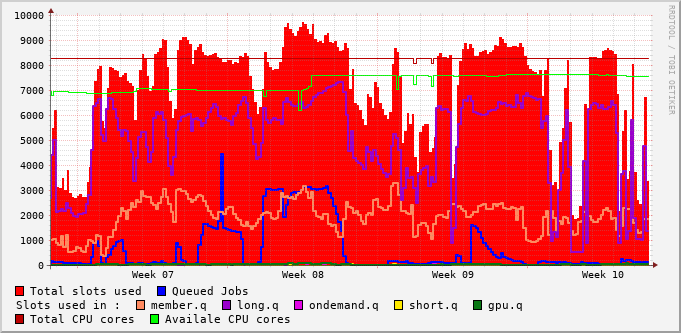 10000
9000
8000
7000
6000
5000
4000
3000
2000
1000
0
Week 07 Week 08 Week 09 Week 10
RRDTOOL / TOBI OETIKER
Total slots used Queued Jobs
Slots used in : member.q long.q ondemand.q short.q gpu.q
Total CPU cores Availale CPU cores